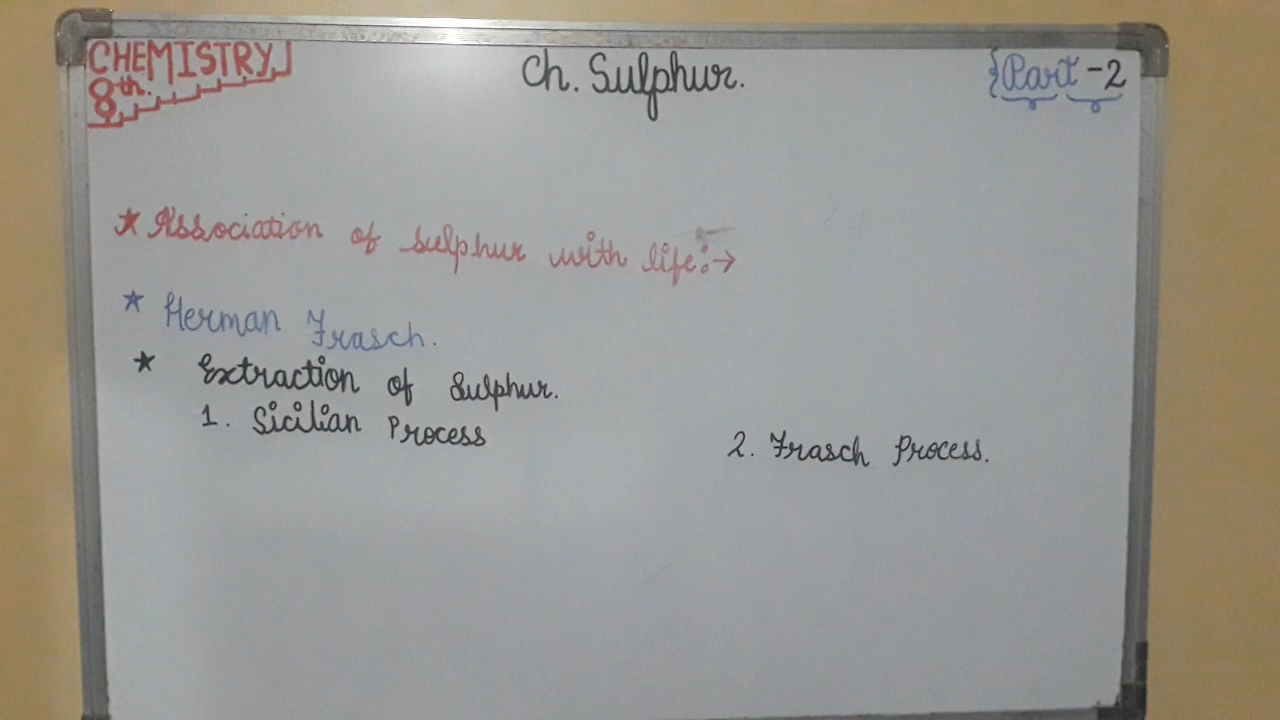 CHEMISTRY
8th.
Ch. Sulphur.
{Part -2
★ Association of sulphur with life:→
★ Herman Frasch.
★ Extraction of Sulphur.
1. Sicilian Process
2. Frasch Process.